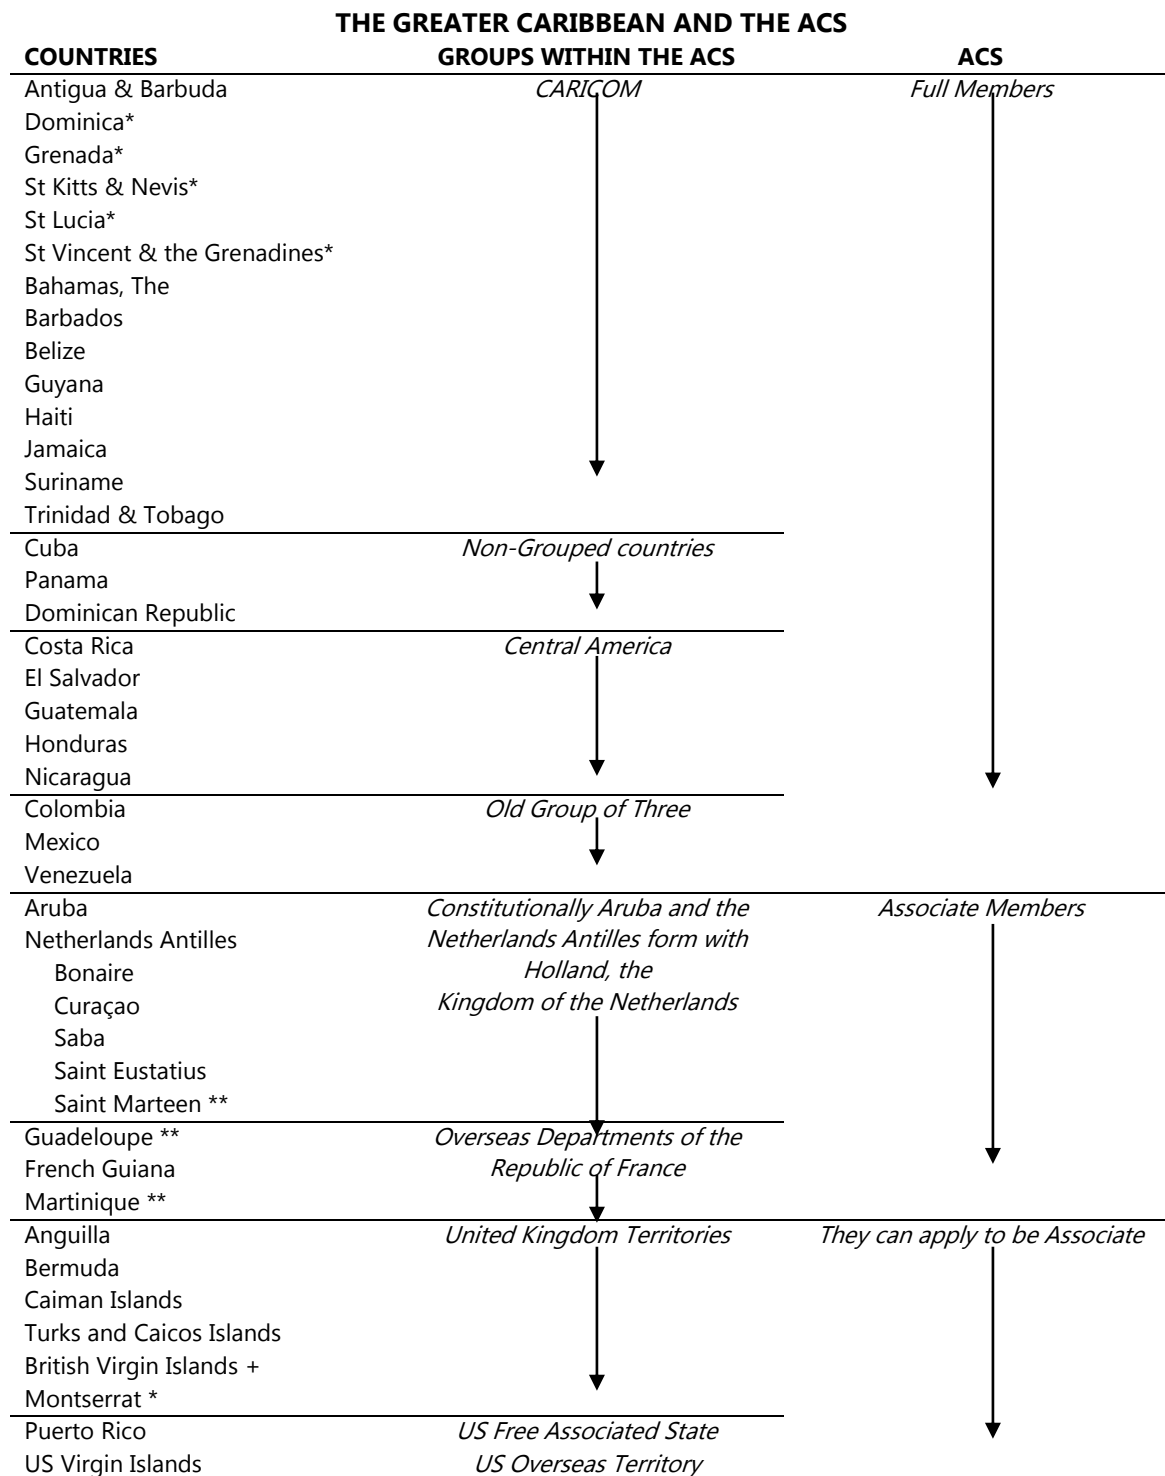 THE GREATER CARIBBEAN AND THE ACS
COUNTRIES GROUPS WITHIN THE ACS ACS
Antigua & Barbuda CARICOM Full Members
Dominica*
Grenada*
St Kitts & Nevis*
St Lucia*
St Vincent & the Grenadines*
Bahamas, The
Barbados
Belize
Guyana
Haiti
Jamaica
Suriname
Trinidad & Tobago
Cuba Non-Grouped countries
Panama
Dominican Republic
Costa Rica Central America
El Salvador
Guatemala
Honduras
Nicaragua
Colombia Old Group of Three
Mexico
Venezuela
Aruba Constitutionally Aruba and the Associate Members
Netherlands Antilles Netherlands Antilles form with
Bonaire Holland, the
Curaçao Kingdom of the Netherlands
Saba
Saint Eustatius
Saint Marteen **
Guadeloupe ** Overseas Departments of the
French Guiana Republic of France
Martinique **
Anguilla United Kingdom Territories They can apply to be Associate
Bermuda
Caiman Islands
Turks and Caicos Islands
British Virgin Islands +
Montserrat *
Puerto Rico US Free Associated State
US Virgin Islands US Overseas Territory